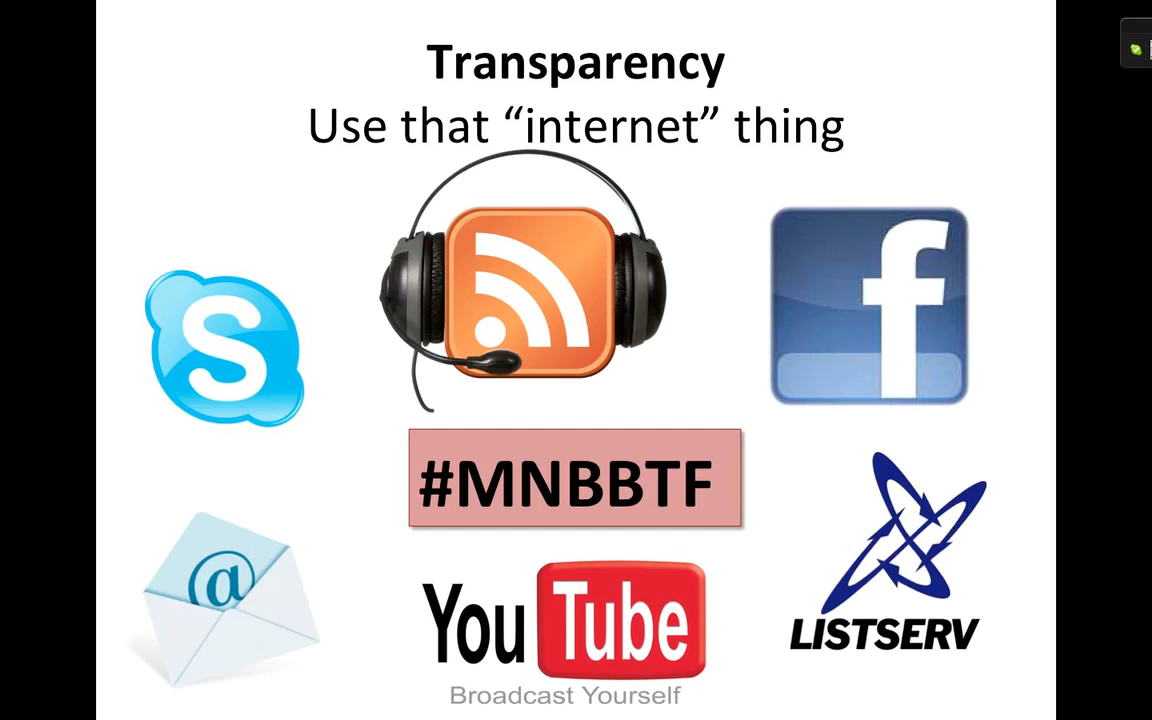 Transparency
Use that “internet” thing
S
f
#MNBBTF
@
YouTube
Broadcast Yourself
LISTSERV